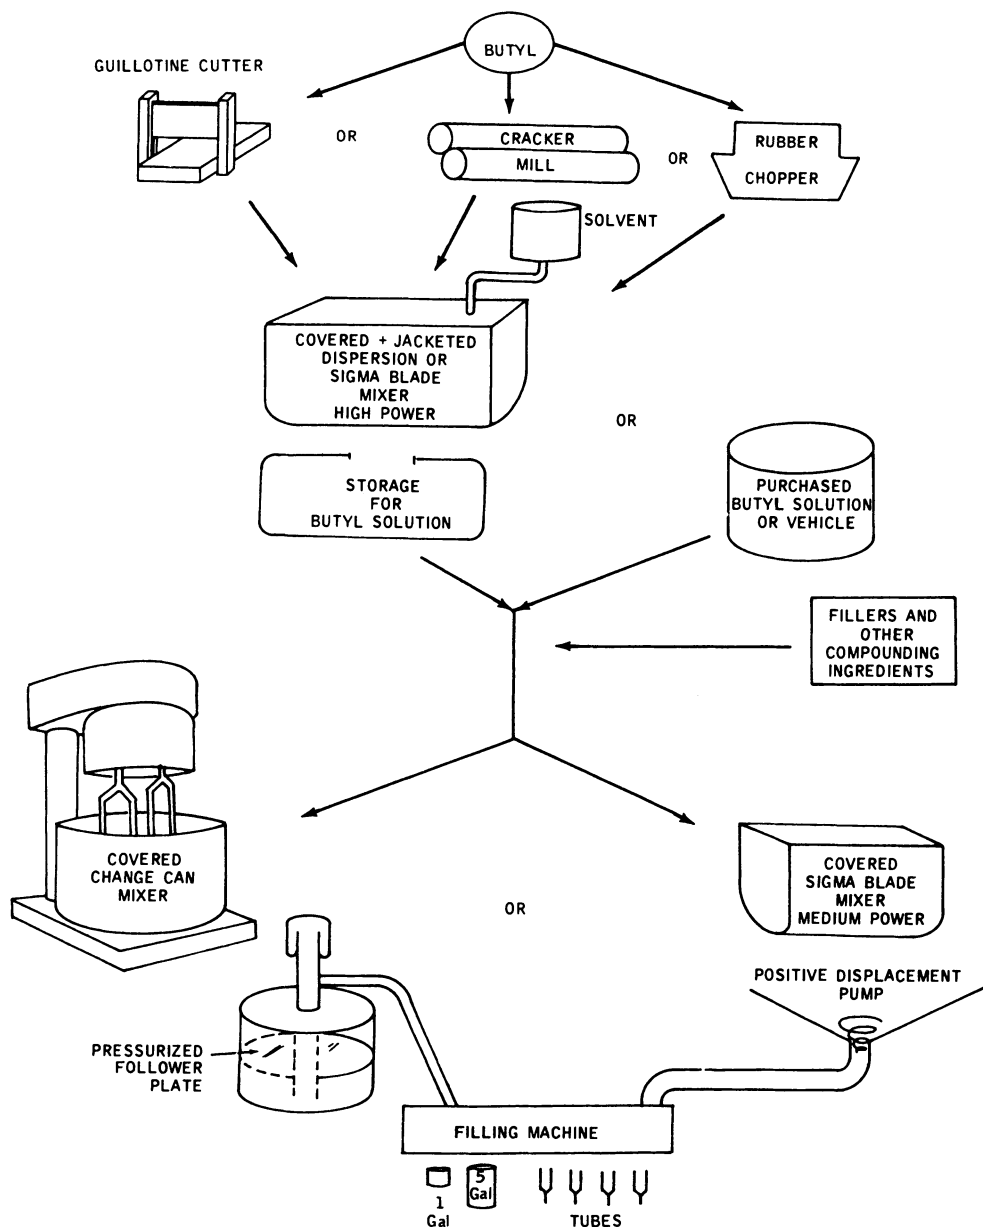 BUTYL
GUILLOTINE CUTTER
OR
CRACKER
MILL
OR
RUBBER
CHOPPER
SOLVENT
COVERED + JACKETED
DISPERSION OR
SIGMA BLADE
MIXER
HIGH POWER
OR
STORAGE
FOR
BUTYL SOLUTION
PURCHASED
BUTYL SOLUTION
OR VEHICLE
FILLERS AND
OTHER
COMPOUNDING
INGREDIENTS
COVERED
CHANGE CAN
MIXER
OR
COVERED
SIGMA BLADE
MIXER
MEDIUM POWER
POSITIVE DISPLACEMENT
PUMP
PRESSURIZED
FOLLOWER
PLATE
FILLING MACHINE
1
Gal
5
Gal
TUBES